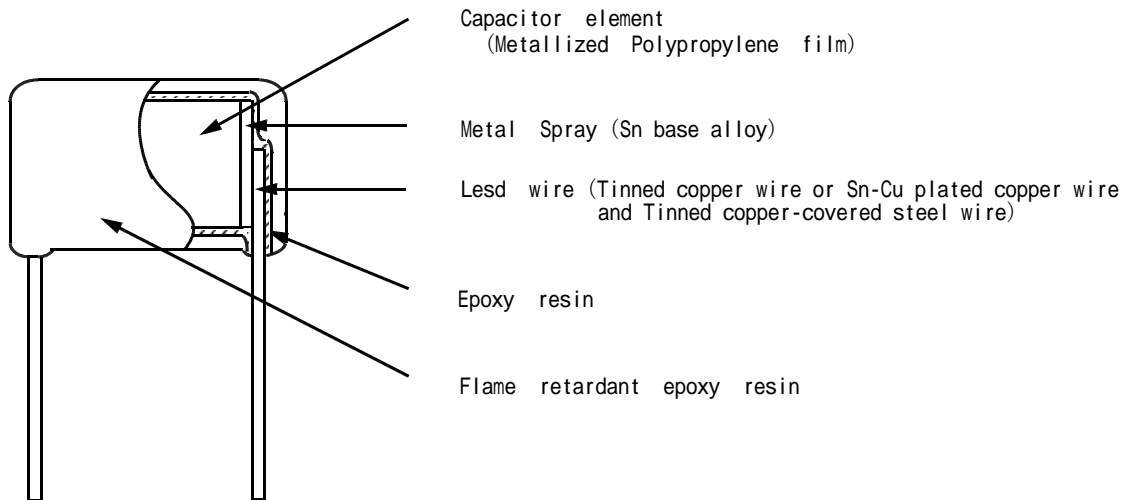 Capacitor element
(Metallized Polypropylene film)
Metal Spray (Sn base alloy)
Lesd wire (Tinned copper wire or Sn-Cu plated copper wire
and Tinned copper-covered steel wire)
Epoxy resin
Flame retardant epoxy resin